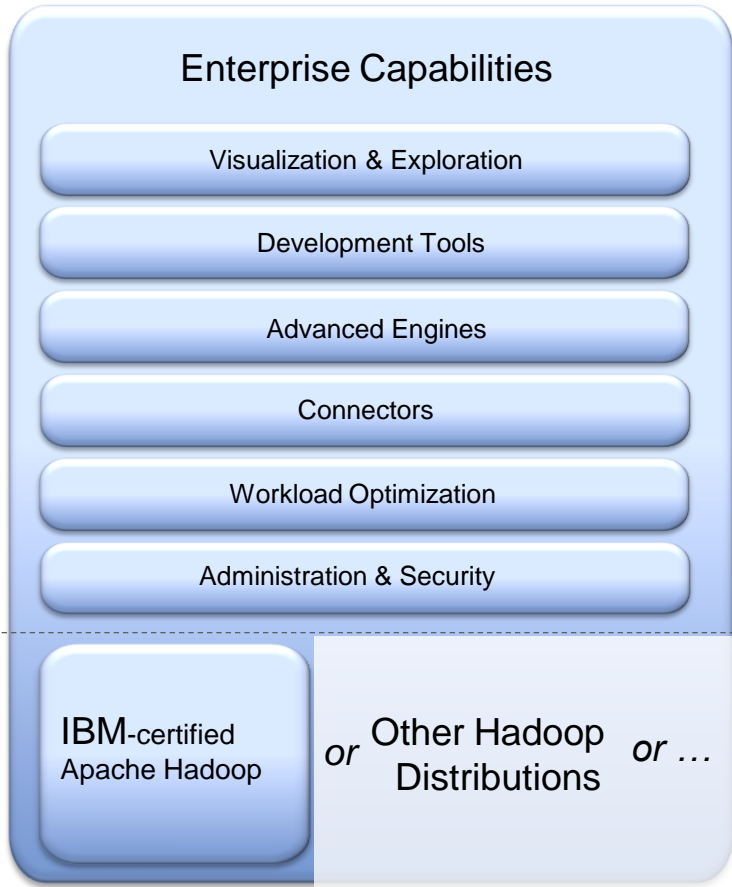 Enterprise Capabilities
Visualization & Exploration
Development Tools
Advanced Engines
Connectors
Workload Optimization
Administration & Security
IBM-certified
Apache Hadoop
or Other Hadoop or …
Distributions